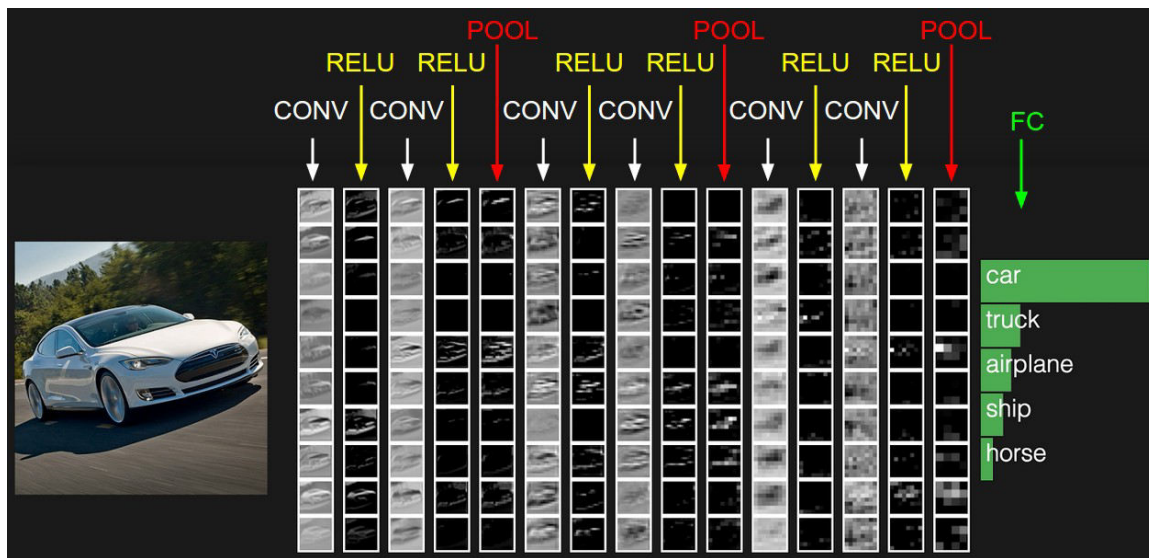 POOL POOL POOL
RELU RELU RELU RELU RELU RELU
CONV CONV CONV CONV CONV CONV
FC
car
truck
airplane
ship
horse